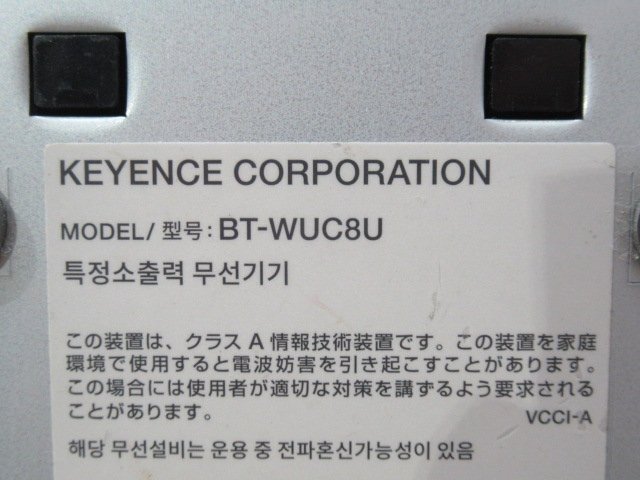 KEYENCE CORPORATION
MODEL/ 型号: BT-WUC8U
특정소출력 무선기기
この装置は、クラス A 情報技術装置です。この装置を家庭
環境で使用すると電波妨害を引き起こすことがあります。
この場合には使用者が適切な対策を講ずるよう要求される
ことがあります。 VCCI-A
해당 무선설비는 운용 중 전파혼신가능성이 있음